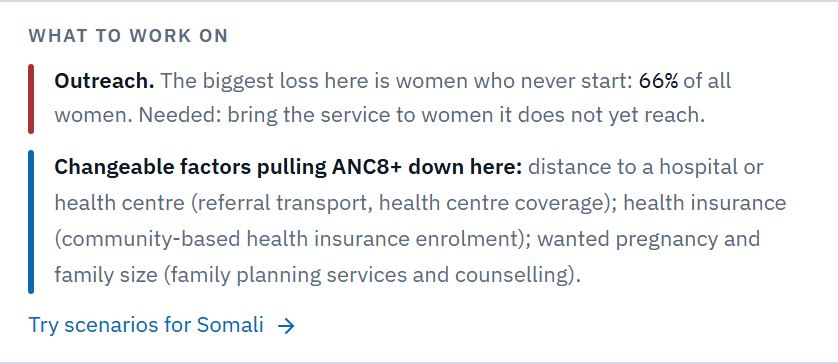 WHAT TO WORK ON
Outreach. The biggest loss here is women who never start: 66% of all
women. Needed: bring the service to women it does not yet reach.
Changeable factors pulling ANC8+ down here: distance to a hospital or
health centre (referral transport, health centre coverage); health insurance
(community-based health insurance enrolment); wanted pregnancy and
family size (family planning services and counselling).
Try scenarios for Somali →